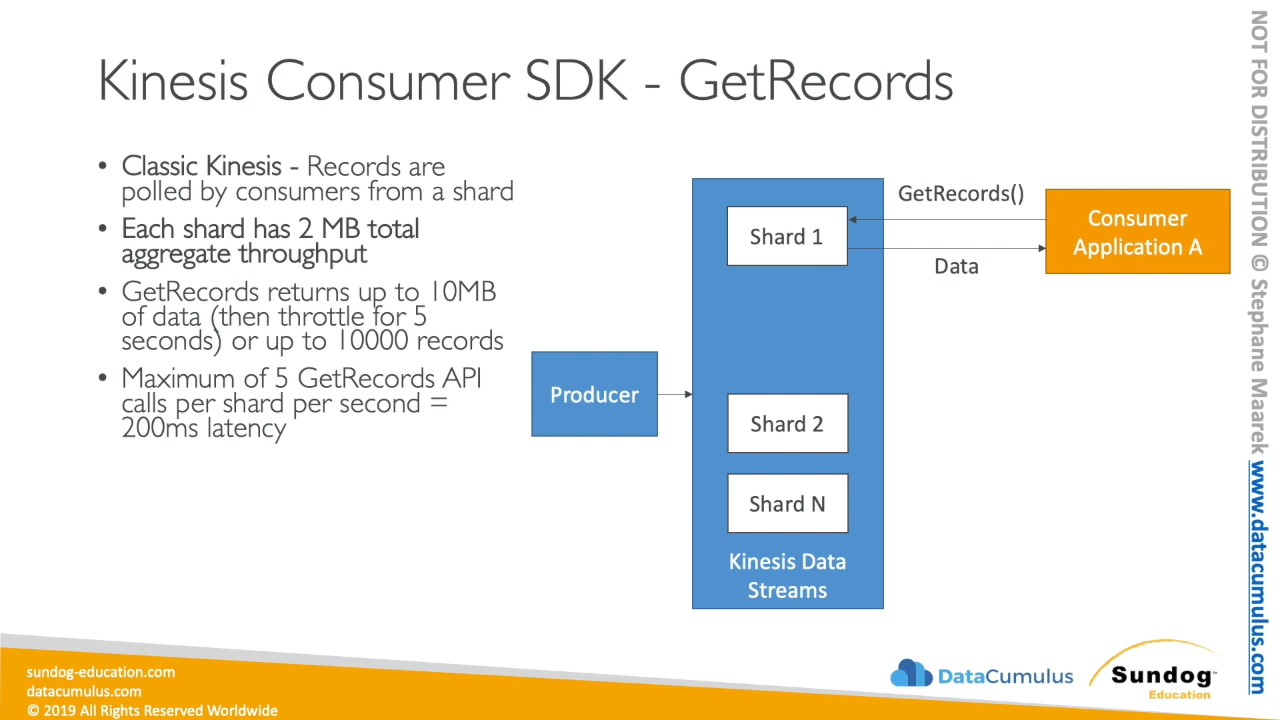 Kinesis Consumer SDK - GetRecords
• Classic Kinesis - Records are
polled by consumers from a shard
• Each shard has 2 MB total
aggregate throughput
• GetRecords returns up to 10MB
of data (then throttle for 5
seconds) or up to 10000 records
• Maximum of 5 GetRecords API
calls per shard per second =
200ms latency
Producer
Shard 1
Shard 2
Shard N
Kinesis Data
Streams
GetRecords()
Data
Consumer
Application A
NOT FOR DISTRIBUTION © Stephane Maarek www.datacumulus.com
sundog-education.com
datacumulus.com
© 2019 All Rights Reserved Worldwide
DataCumulus
Sundog™
Education